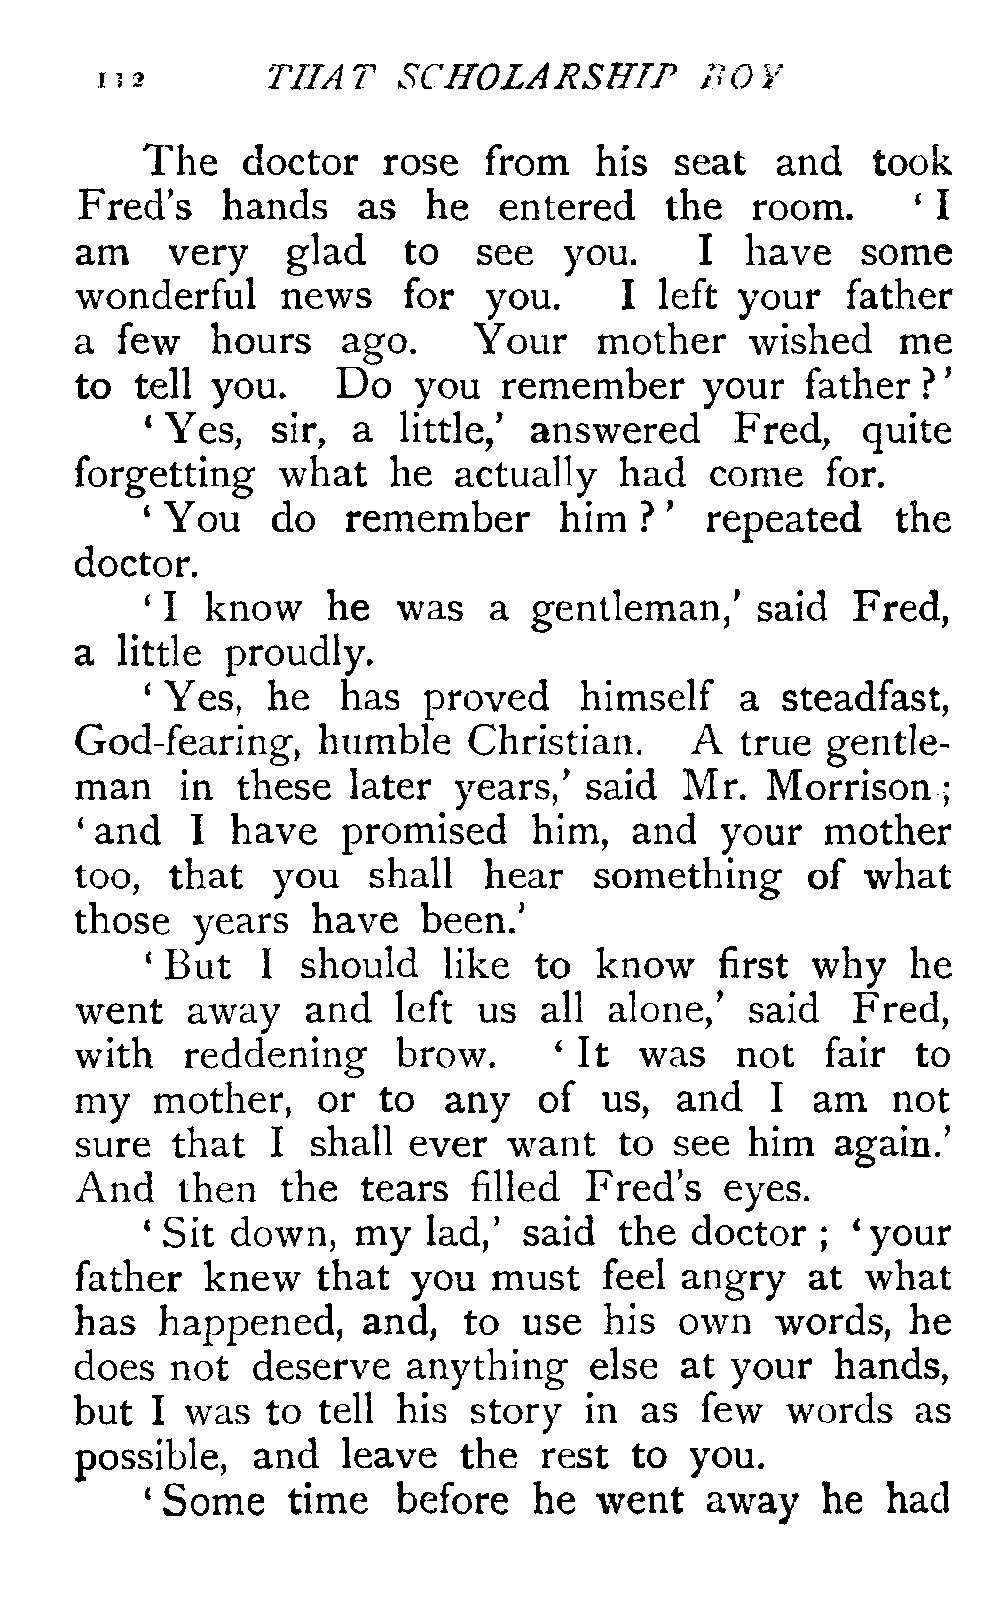 132 THAT SCHOLARSHIP BOY
The doctor rose from his seat and took
Fred's hands as he entered the room. ‘ I
am very glad to see you. I have some
wonderful news for you. I left your father
a few hours ago. Your mother wished me
to tell you. Do you remember your father ?’
‘ Yes, sir, a little,’ answered Fred, quite
forgetting what he actually had come for.
‘ You do remember him ? ’ repeated the
doctor.
‘ I know he was a gentleman,’ said Fred,
a little proudly.
‘ Yes, he has proved himself a steadfast,
God-fearing, humble Christian. A true gentle-
man in these later years,’ said Mr. Morrison ;
‘ and I have promised him, and your mother
too, that you shall hear something of what
those years have been.’
‘ But I should like to know first why he
went away and left us all alone,’ said Fred,
with reddening brow. ‘ It was not fair to
my mother, or to any of us, and I am not
sure that I shall ever want to see him again.’
And then the tears filled Fred's eyes.
‘ Sit down, my lad,’ said the doctor ; ‘ your
father knew that you must feel angry at what
has happened, and, to use his own words, he
does not deserve anything else at your hands,
but I was to tell his story in as few words as
possible, and leave the rest to you.
‘ Some time before he went away he had